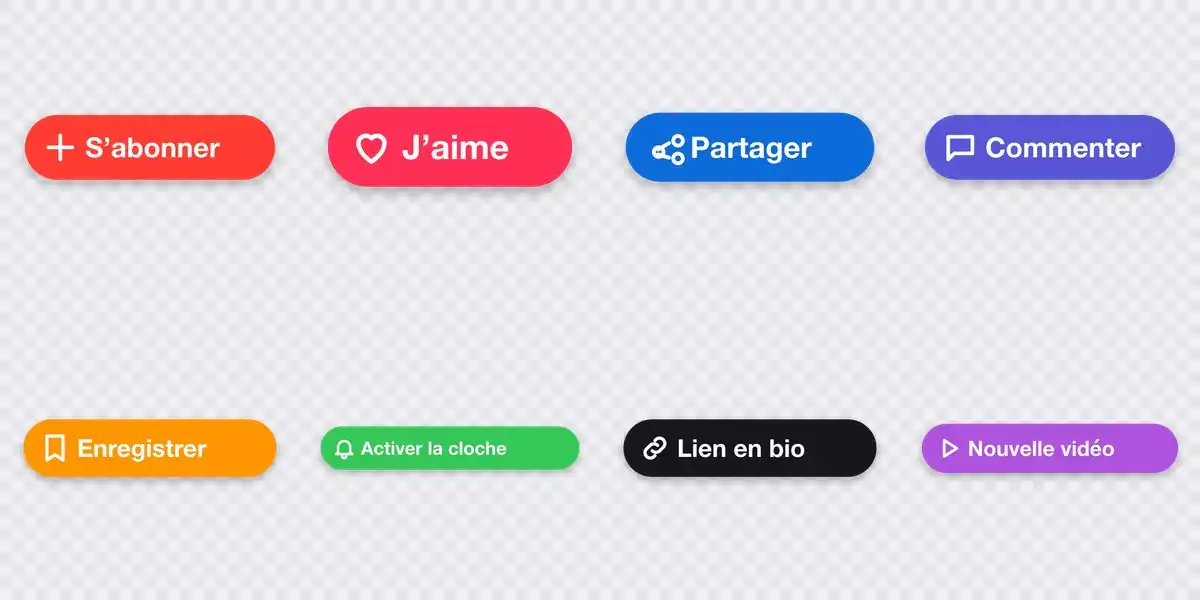 S’abonner
J’aime
Partager
Commenter
Enregistrer
Activer la cloche
Lien en bio
Nouvelle vidéo